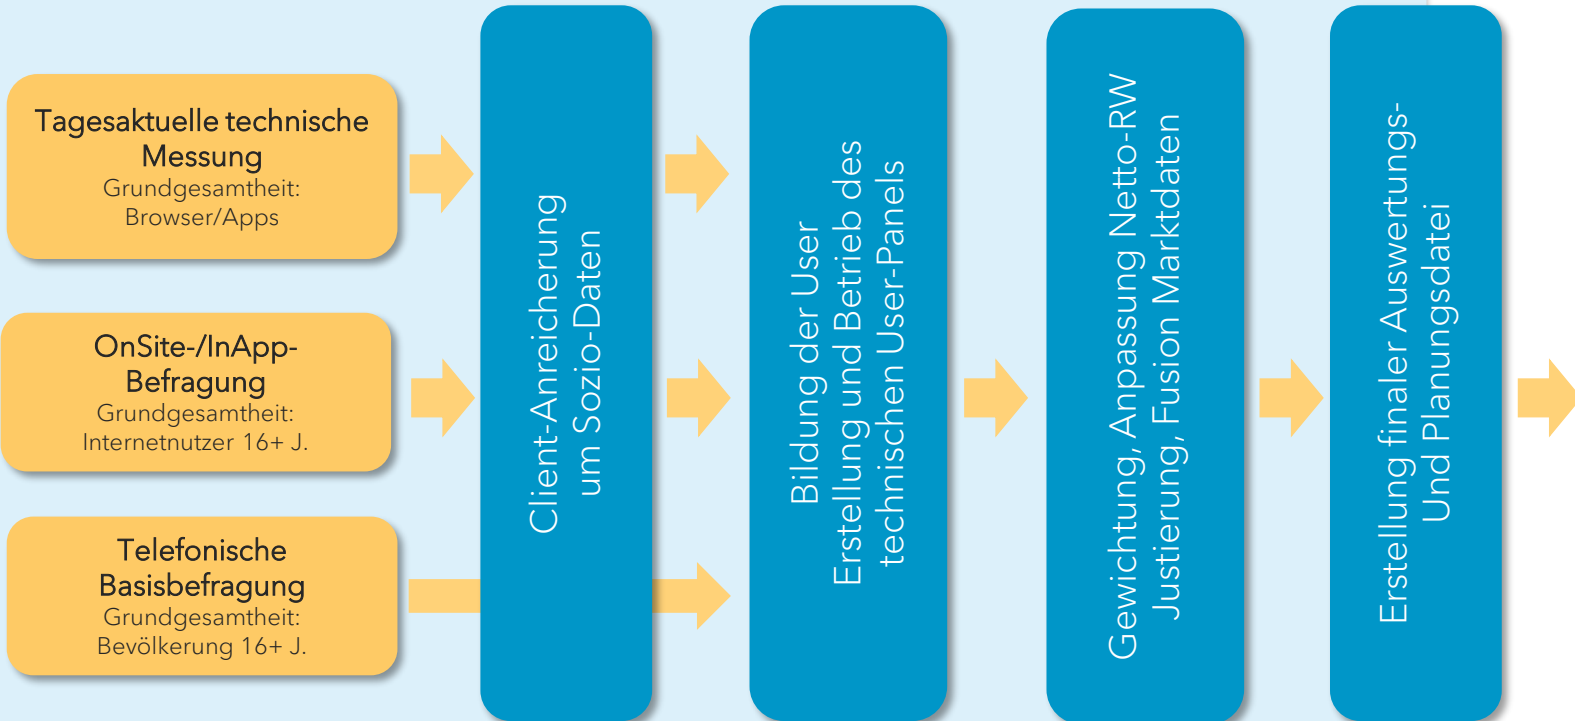 Tagesaktuelle technische
Messung
Grundgesamtheit:
Browser/Apps
OnSite-/InApp-
Befragung
Grundgesamtheit:
Internetnutzer 16+ J.
Telefonische
Basisbefragung
Grundgesamtheit:
Bevölkerung 16+ J.
Client-Anreicherung
um Sozio-Daten
Bildung der User
Erstellung und Betrieb des
technischen User-Panels
Gewichtung, Anpassung Netto-RW
Justierung, Fusion Marktdaten
Erstellung finaler Auswertungs-
Und Planungsdatei